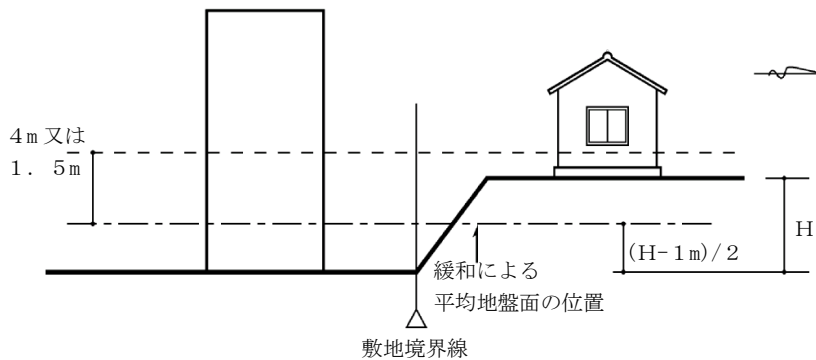 ４ｍ又は
１．５ｍ
Ｈ
(Ｈ-１ｍ)/２
緩和による
平均地盤面の位置
敷地境界線